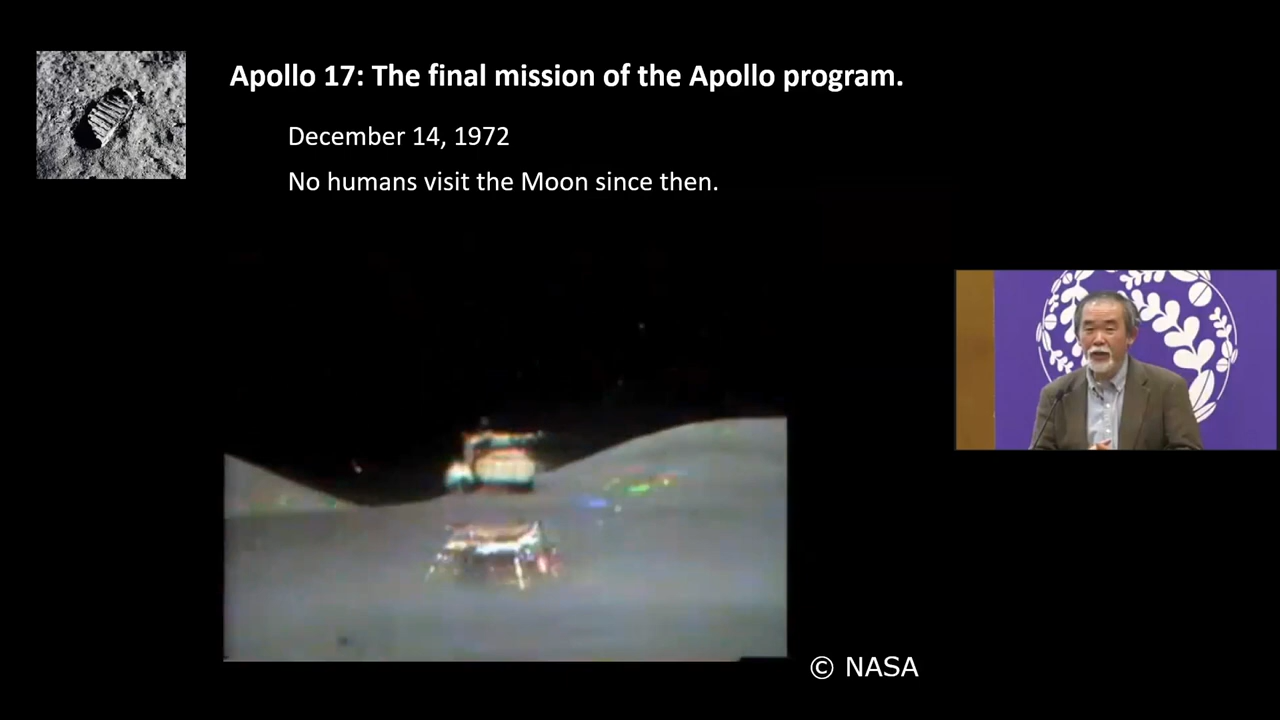 Apollo 17: The final mission of the Apollo program.
December 14, 1972
No humans visit the Moon since then.
© NASA